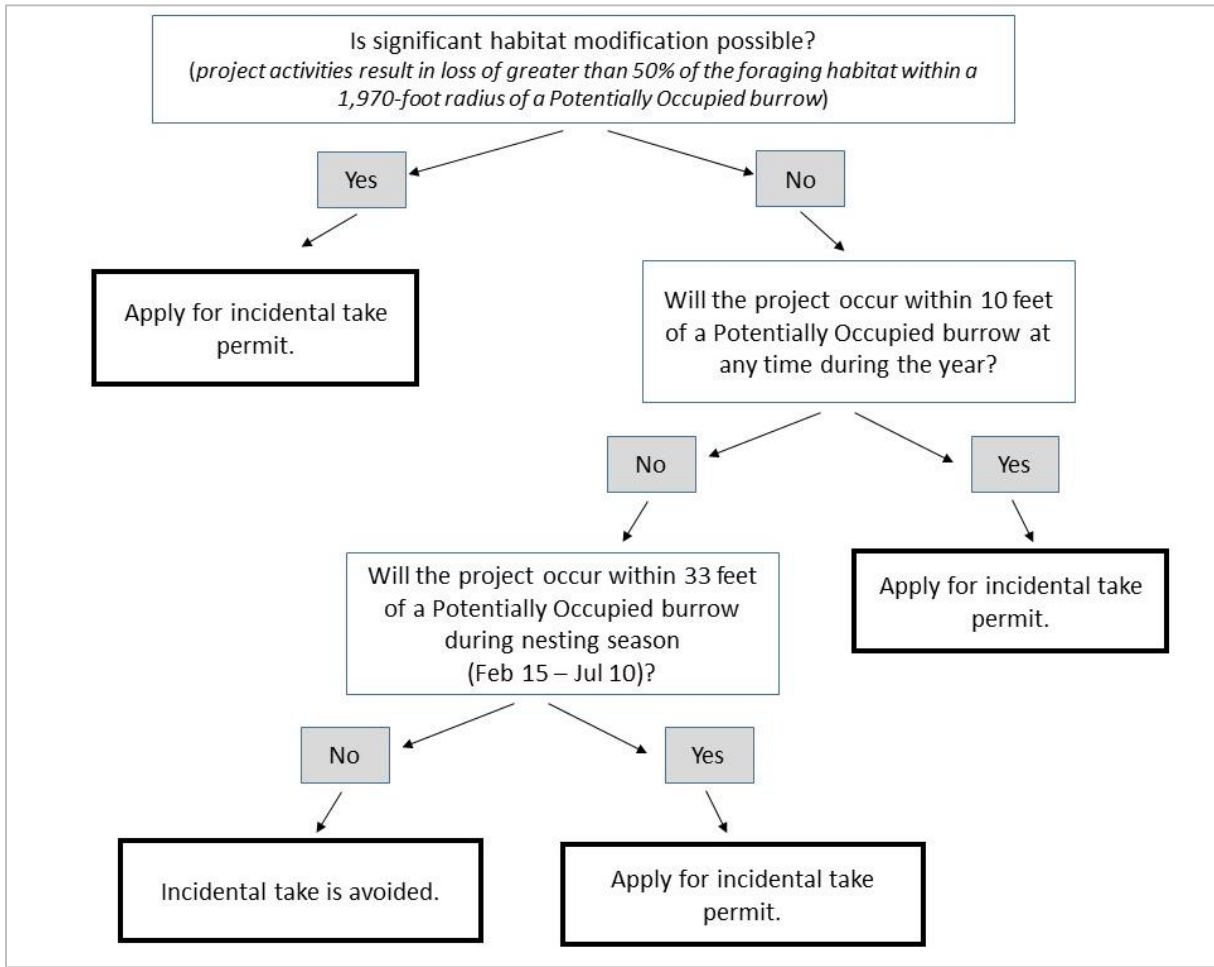 Is significant habitat modification possible?
(project activities result in loss of greater than 50% of the foraging habitat within a
1,970-foot radius of a Potentially Occupied burrow)
Yes
No
Apply for incidental take
permit.
Will the project occur within 10 feet
of a Potentially Occupied burrow at
any time during the year?
No
Yes
Will the project occur within 33 feet
of a Potentially Occupied burrow
during nesting season
(Feb 15 – Jul 10)?
Apply for incidental take
permit.
No
Yes
Incidental take is avoided.
Apply for incidental take
permit.